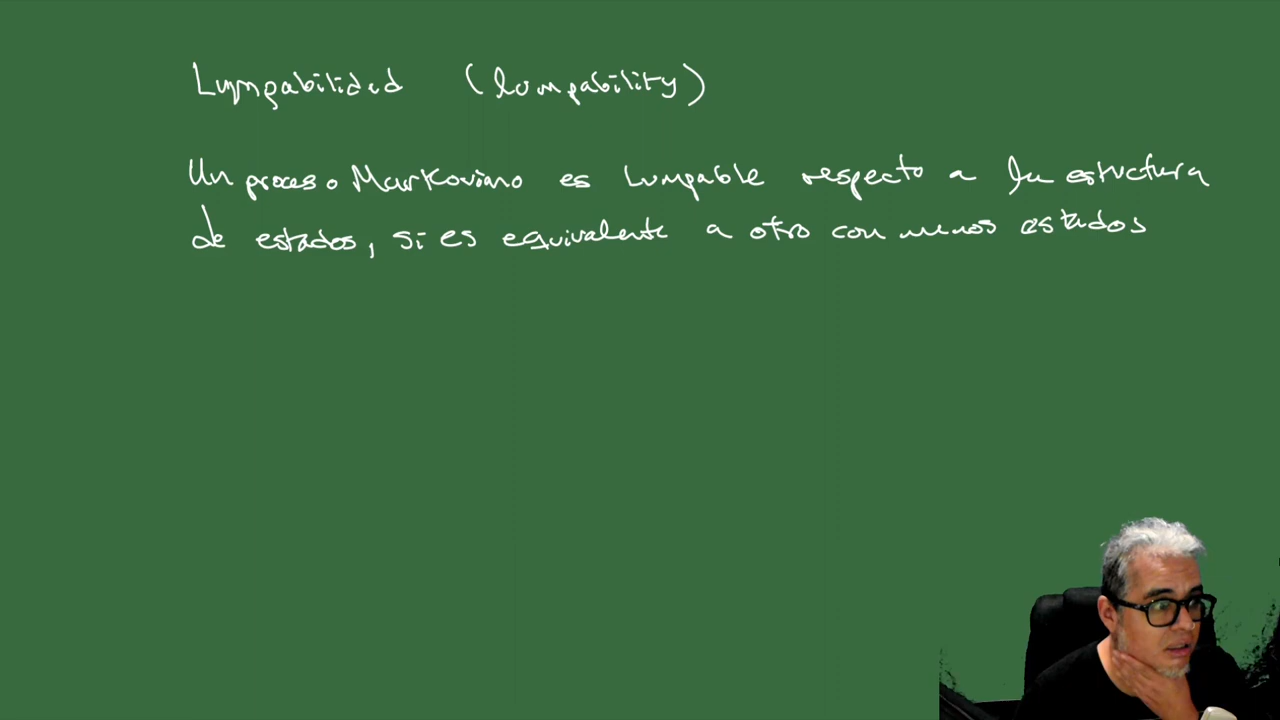 Lumpabilidad (lumpability)
Un proceso Markoviano es lumpable respecto a la estructura
de estados, si es equivalente a otro con menos estados